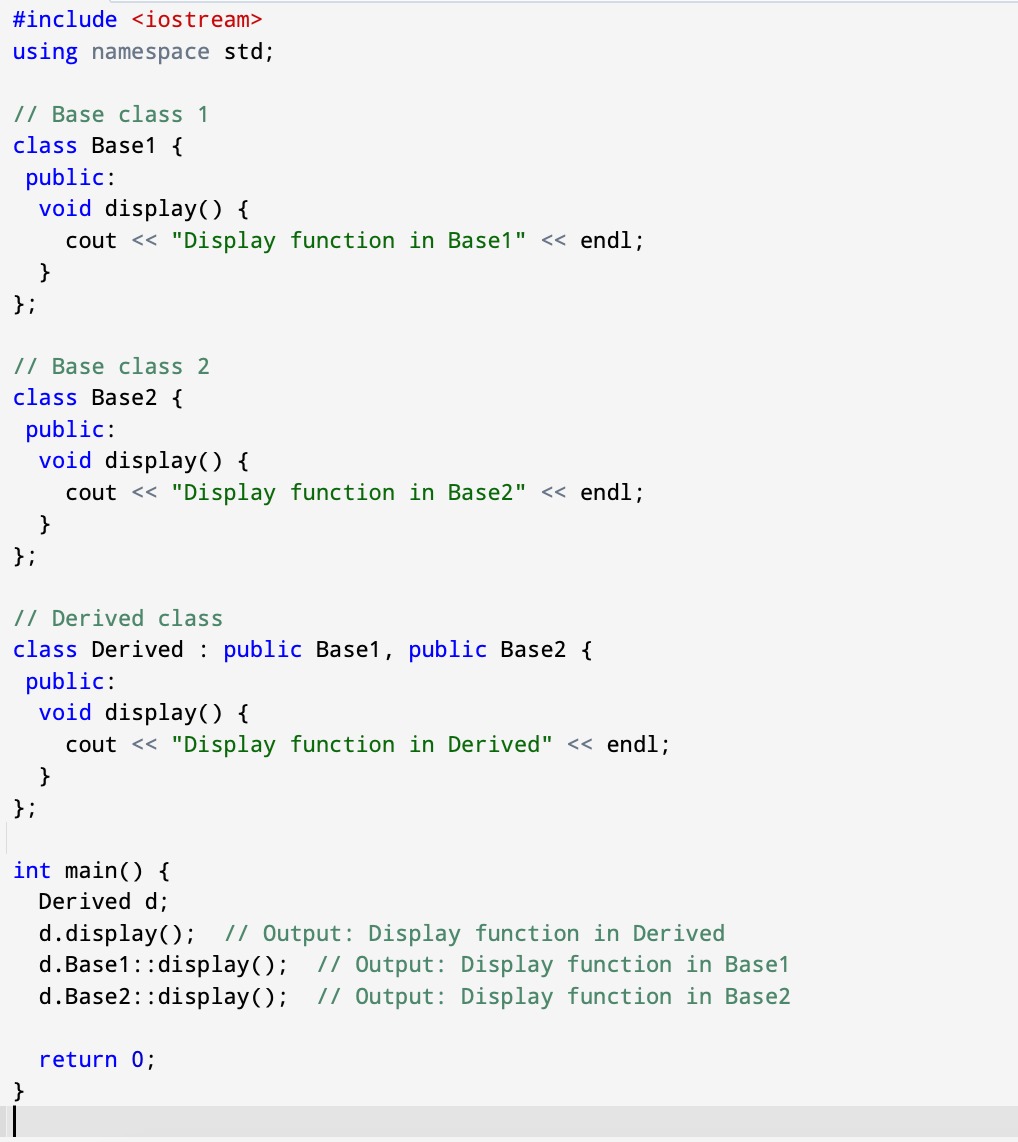 #include <iostream>
using namespace std;
// Base class 1
class Base1 {
 public:
  void display() {
    cout << "Display function in Base1" << endl;
  }
};
// Base class 2
class Base2 {
 public:
  void display() {
    cout << "Display function in Base2" << endl;
  }
};
// Derived class
class Derived : public Base1, public Base2 {
 public:
  void display() {
    cout << "Display function in Derived" << endl;
  }
};
int main() {
  Derived d;
  d.display();  // Output: Display function in Derived
  d.Base1::display();  // Output: Display function in Base1
  d.Base2::display();  // Output: Display function in Base2
  return 0;
}